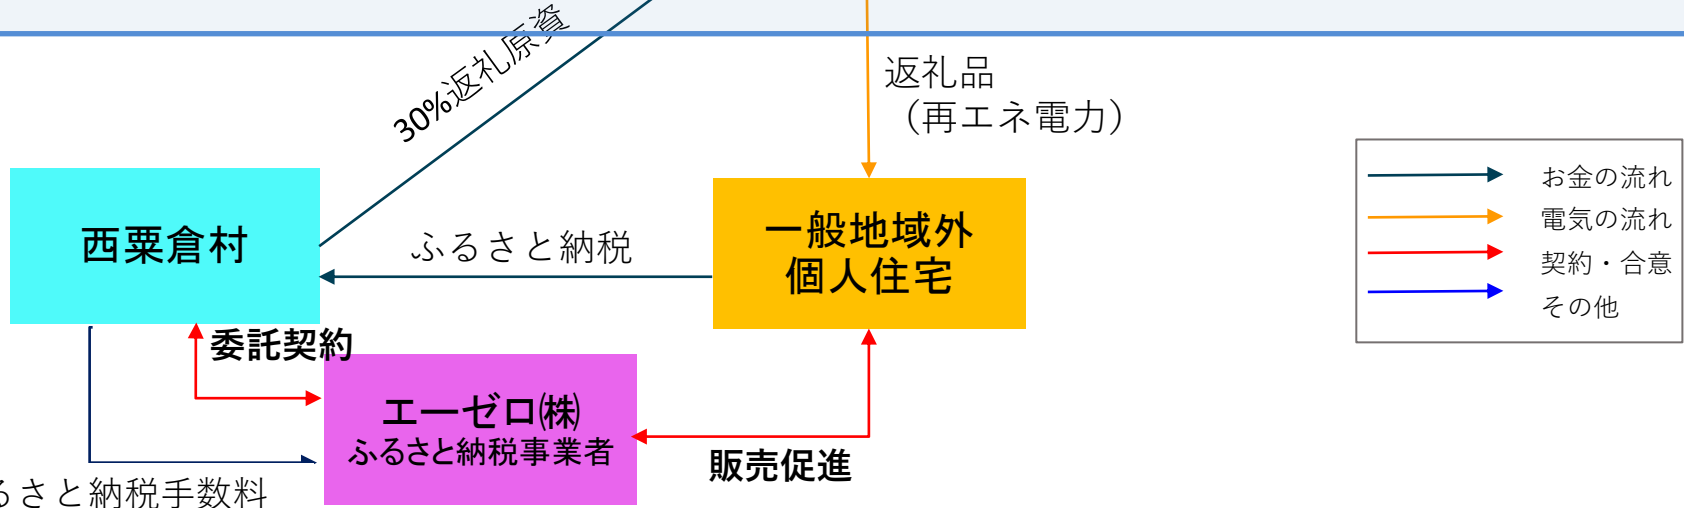 30%返礼原資
返礼品
（再エネ電力）
西粟倉村
ふるさと納税
一般地域外
個人住宅
お金の流れ
電気の流れ
契約・合意
その他
委託契約
エーゼロ㈱
ふるさと納税事業者
販売促進
るさと納税手数料